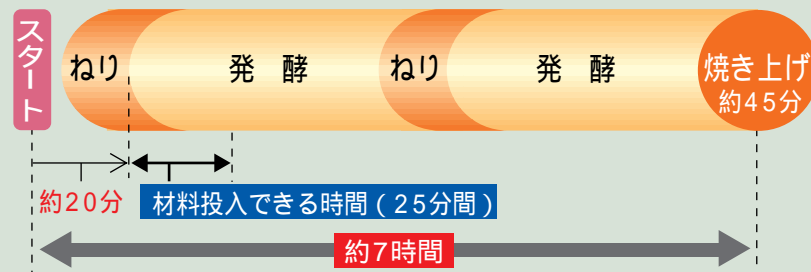 スタート
ねり
発酵
ねり
発酵
焼き上げ
約45分
約20分
材料投入できる時間(25分間)
約7時間